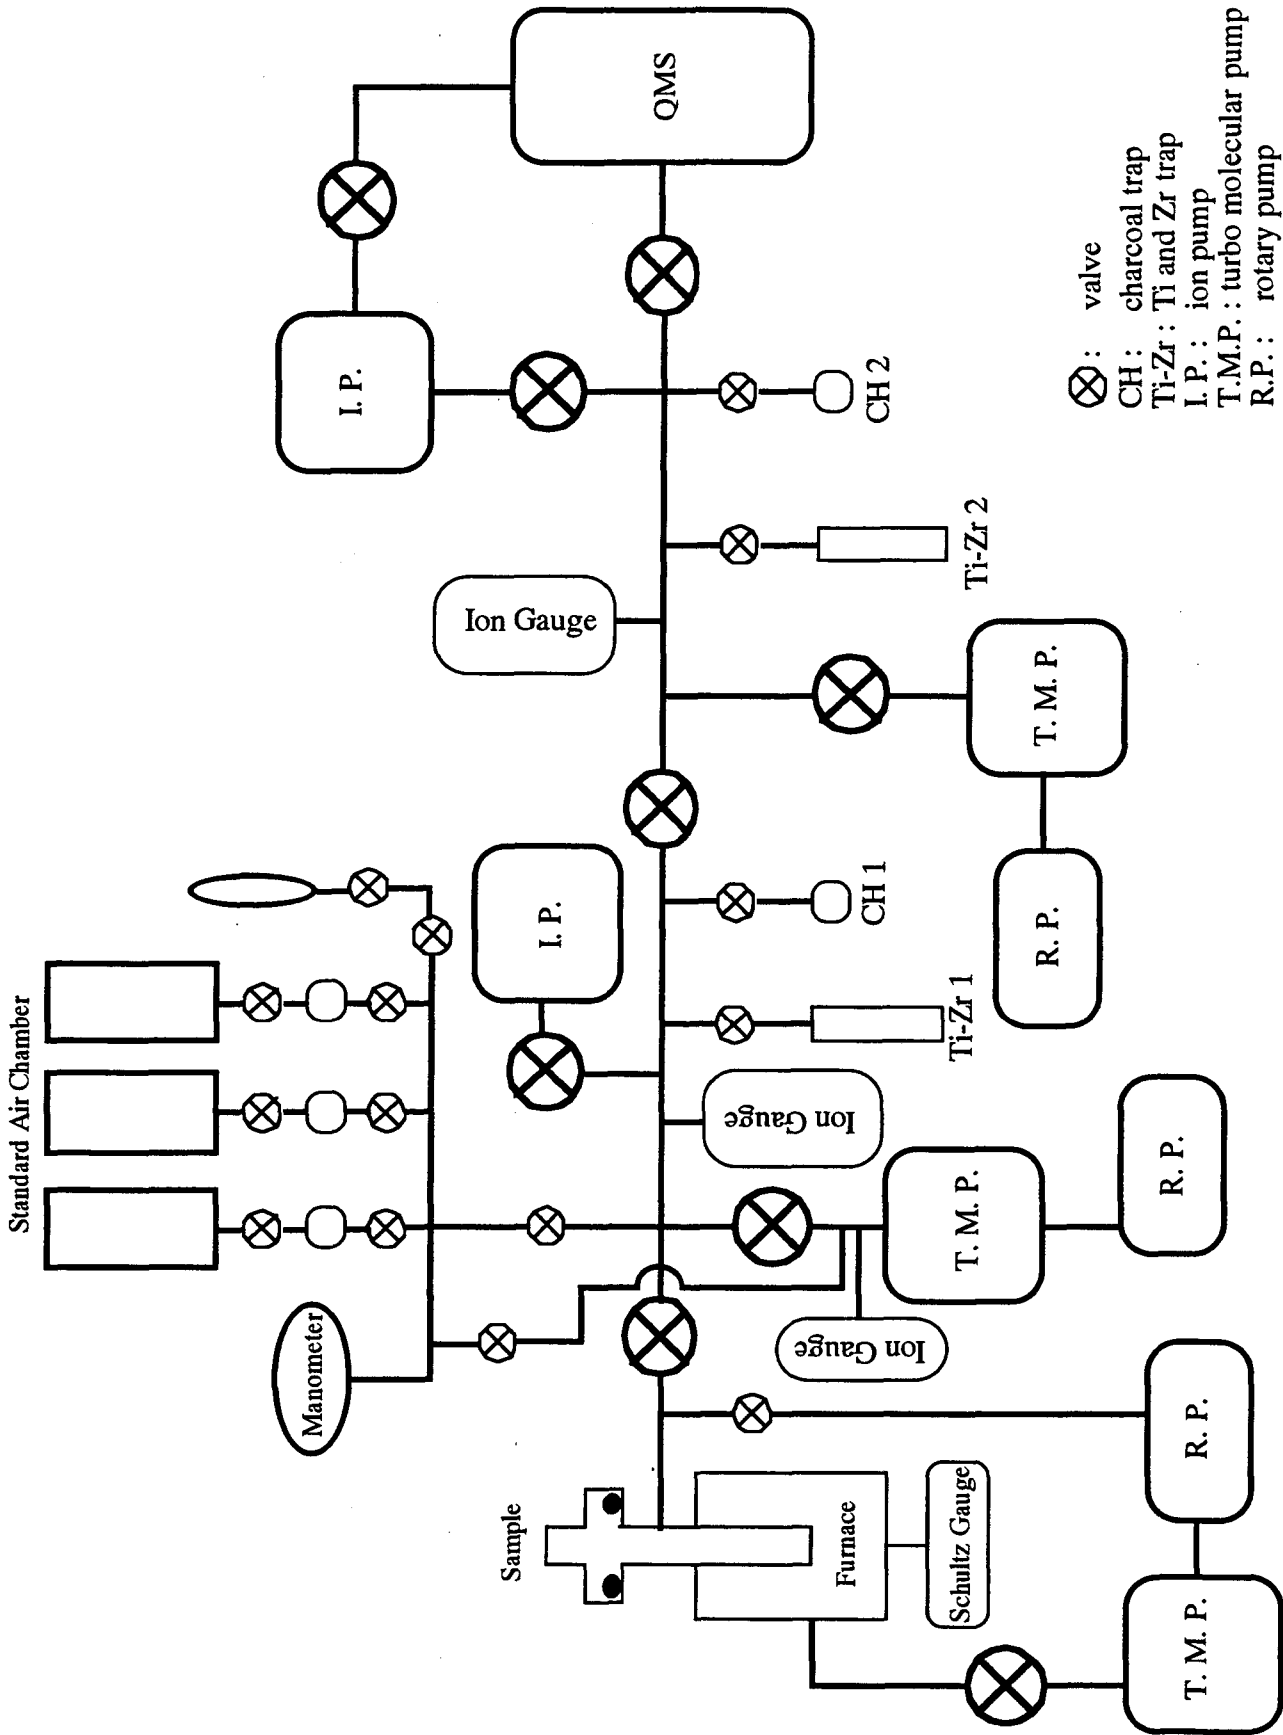 Standard Air Chamber
Manometer
Sample
Furnace
Schultz Gauge
T. M. P.
R. P.
Ion Gauge
T. M. P.
R. P.
Ion Gauge
I. P.
Ti-Zr 1
CH 1
R. P.
T. M. P.
Ion Gauge
Ti-Zr 2
CH 2
I. P.
QMS
: valve
CH : charcoal trap
Ti-Zr : Ti and Zr trap
I. P. : ion pump
T.M.P. : turbo molecular pump
R.P. : rotary pump